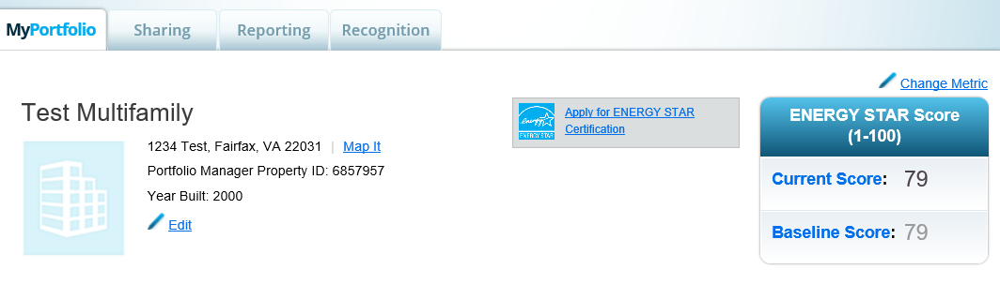 MyPortfolio
Sharing
Reporting
Recognition
Change Metric
Test Multifamily
1234 Test, Fairfax, VA 22031 | Map It
Portfolio Manager Property ID: 6857957
Year Built: 2000
Edit
energy
ENERGY STAR
Apply for ENERGY STAR
Certification
ENERGY STAR Score
(1-100)
Current Score: 79
Baseline Score: 79